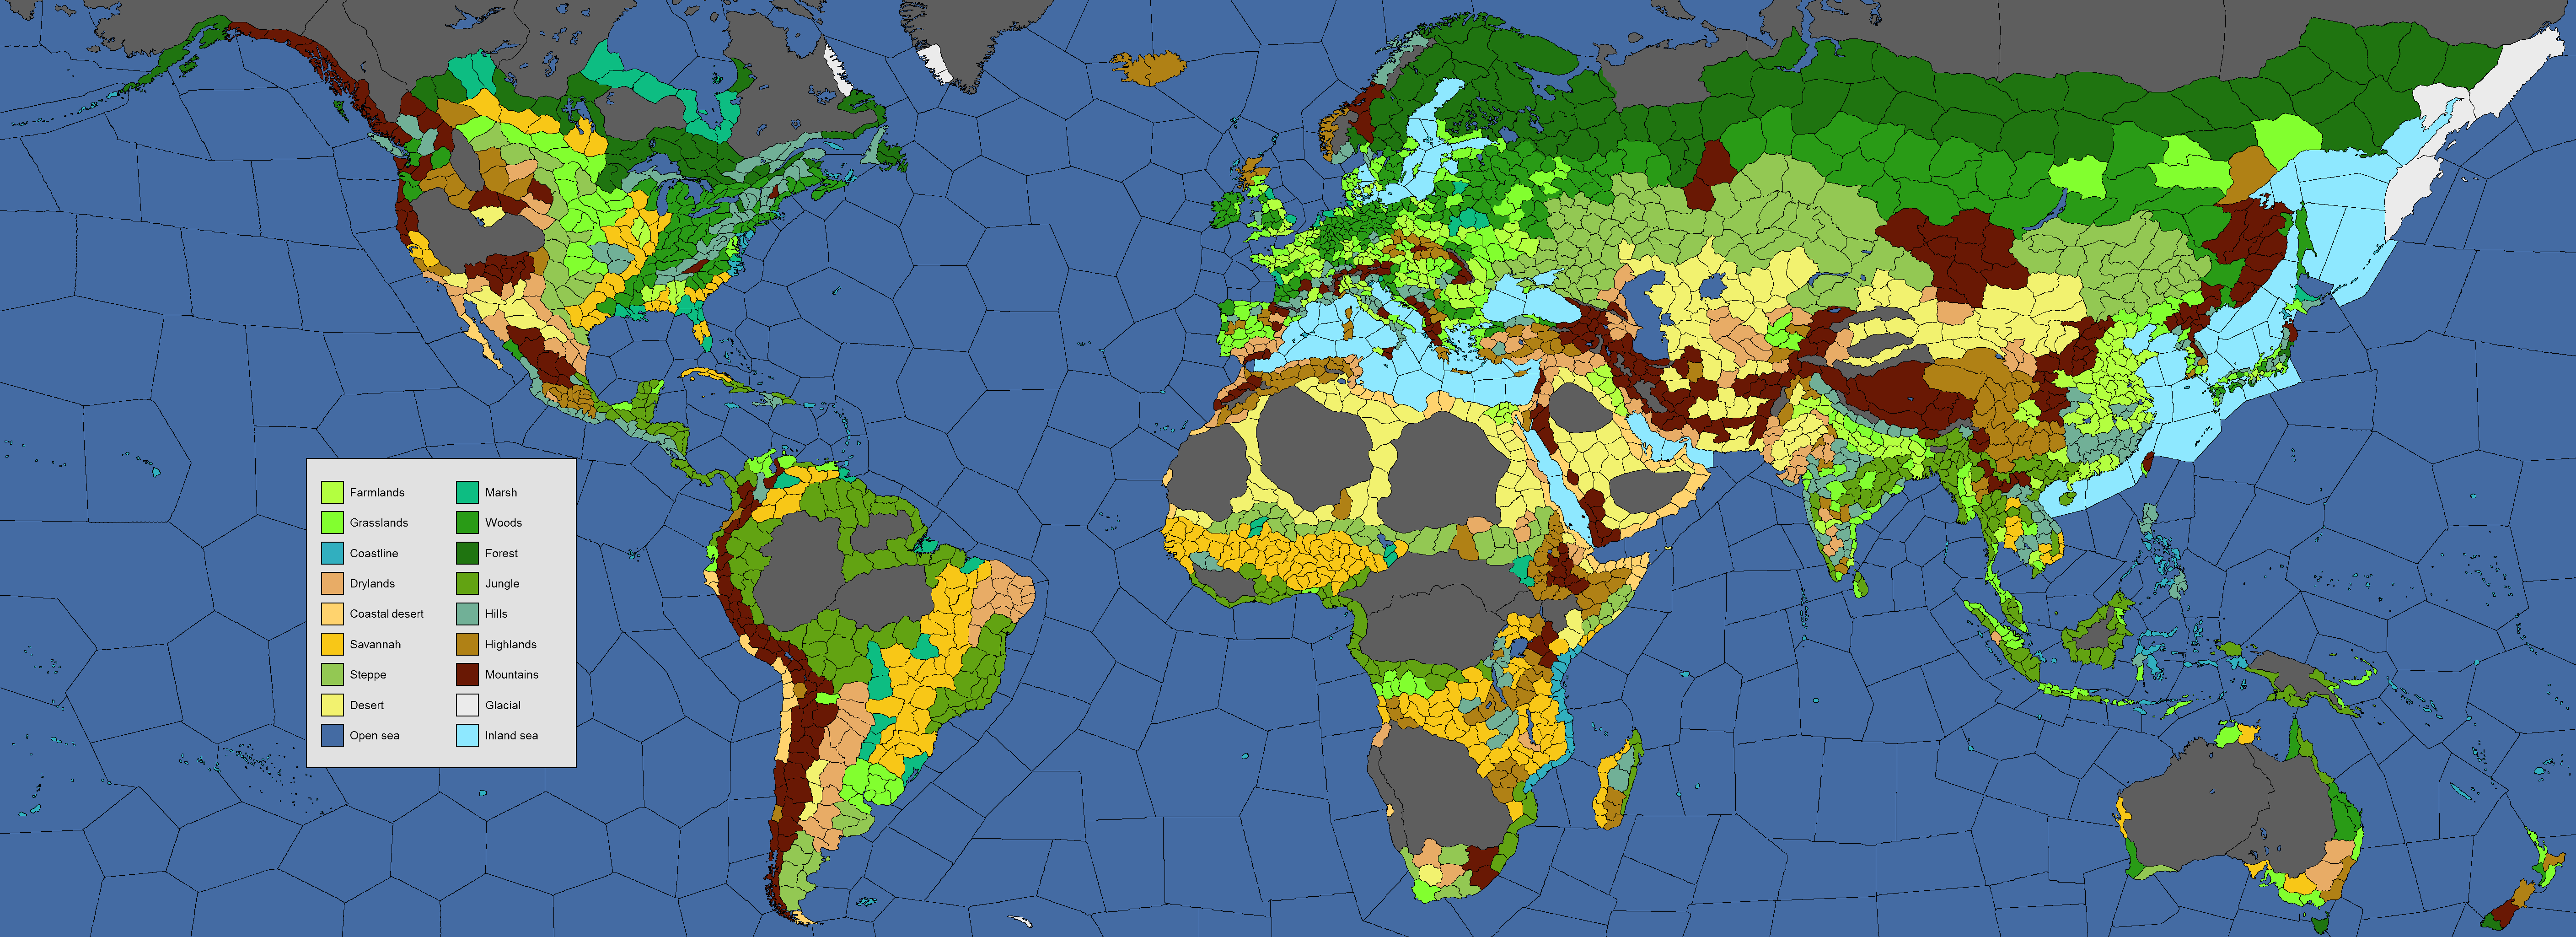 Farmlands Marsh
Grasslands Woods
Coastline Forest
Drylands Jungle
Coastal desert Hills
Savannah Highlands
Steppe Mountains
Desert Glacial
Open sea Inland sea